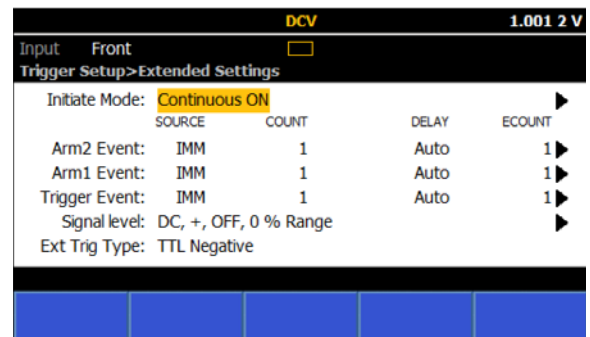 DCV 1.001 2 V
Input Front
Trigger Setup>Extended Settings
Initiate Mode: Continuous ON
SOURCE COUNT DELAY ECOUNT
Arm2 Event: IMM 1 Auto 1
Arm1 Event: IMM 1 Auto 1
Trigger Event: IMM 1 Auto 1
Signal level: DC, +, OFF, 0 % Range
Ext Trig Type: TTL Negative